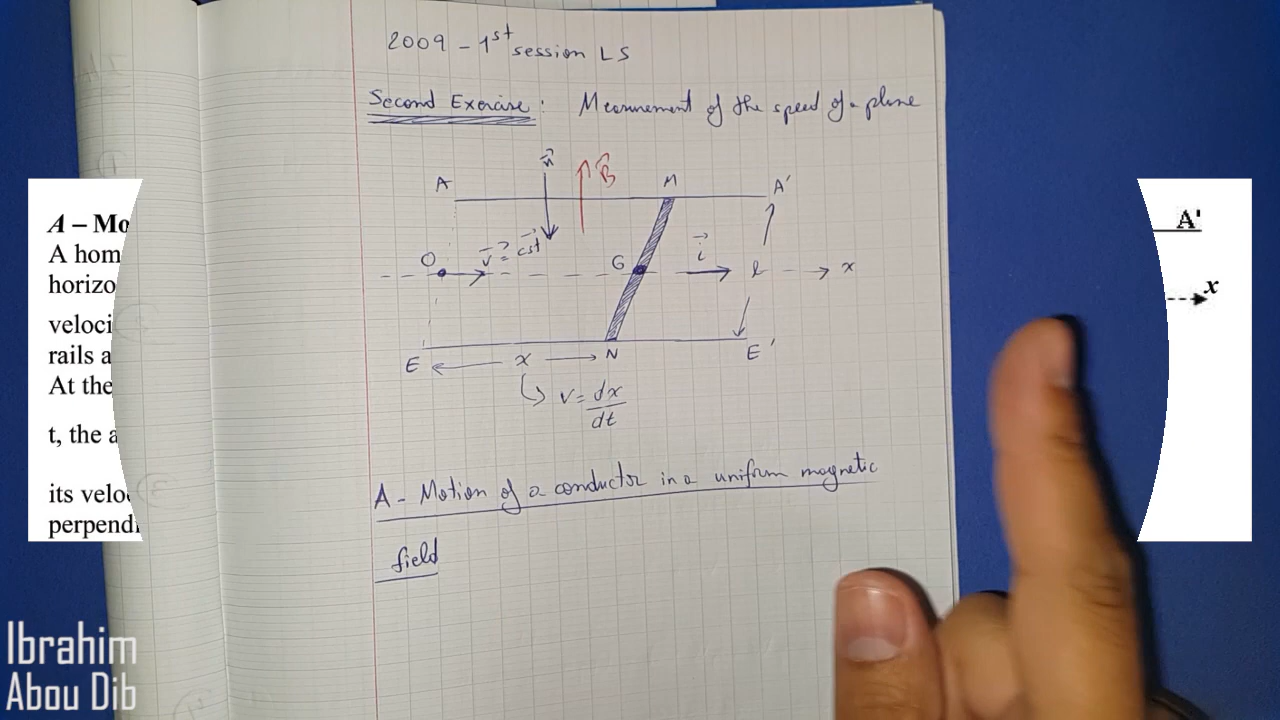 2009 - 1st session LS
Second Exercise : Measurement of the speed of a plane
n
B
A
M
A'
v = cst
O
G
i
l
x
E
x
N
E'
v = dx/dt
A - Motion of a conductor in a uniform magnetic
field
A – Mo
A hom
horizo
veloci
rails a
At the
t, the a
its velo
perpend
A'
x
Ibrahim
Abou Dib